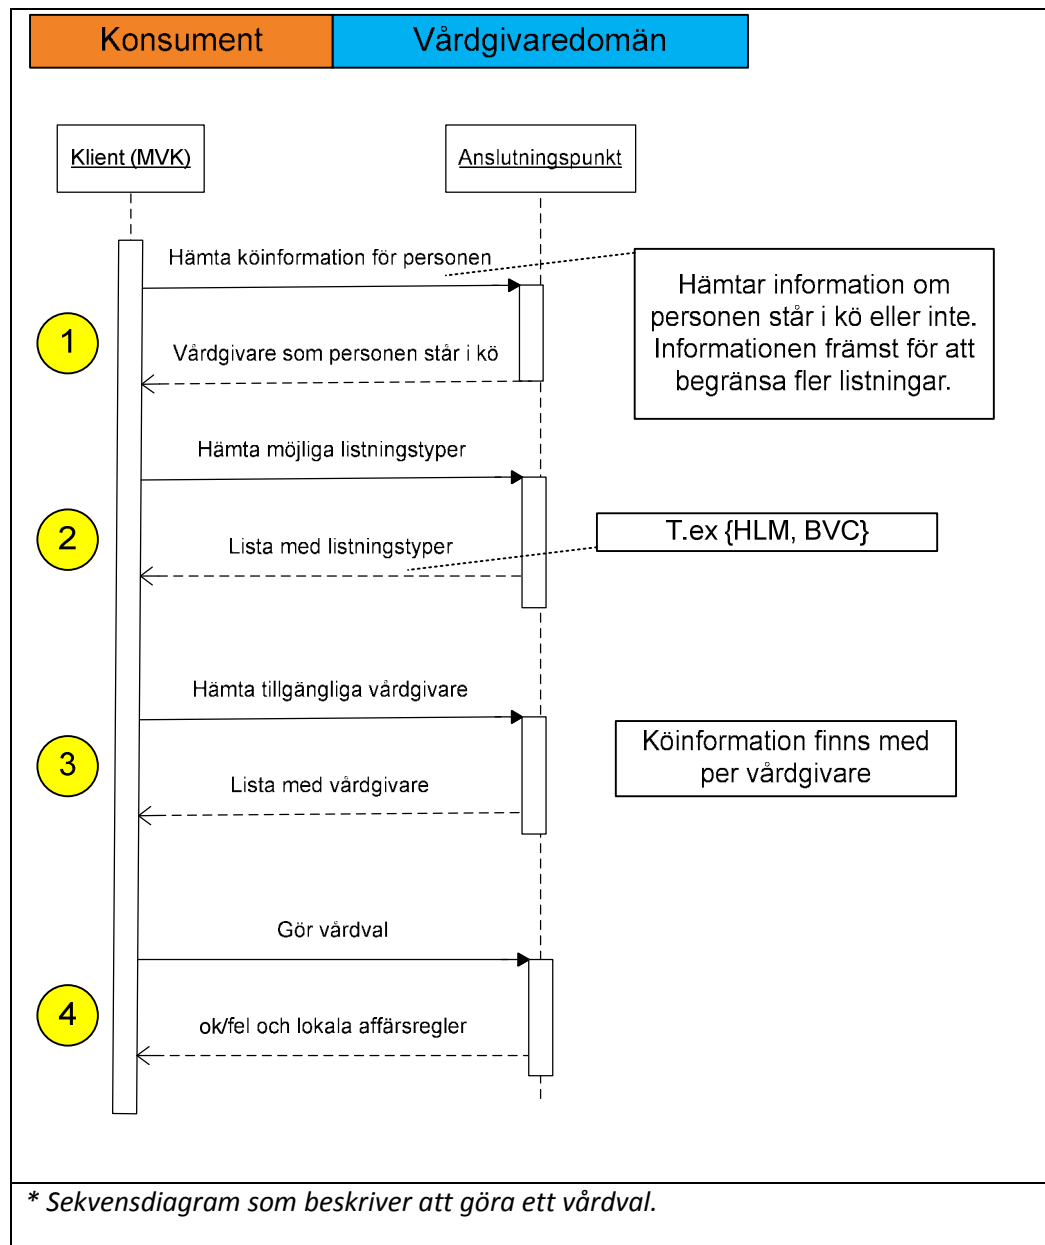 Konsument
Vårdgivaredomän
Klient (MVK)
Anslutningspunkt
Hämta köinformation för personen
Hämtar information om
personen står i kö eller inte.
Informationen främst för att
begränsa fler listningar.
1
Vårdgivare som personen står i kö
Hämta möjliga listningstyper
2
Lista med listningstyper
T.ex {HLM, BVC}
Hämta tillgängliga vårdgivare
3
Lista med vårdgivare
Köinformation finns med
per vårdgivare
Gör vårdval
4
ok/fel och lokala affärsregler
* Sekvensdiagram som beskriver att göra ett vårdval.